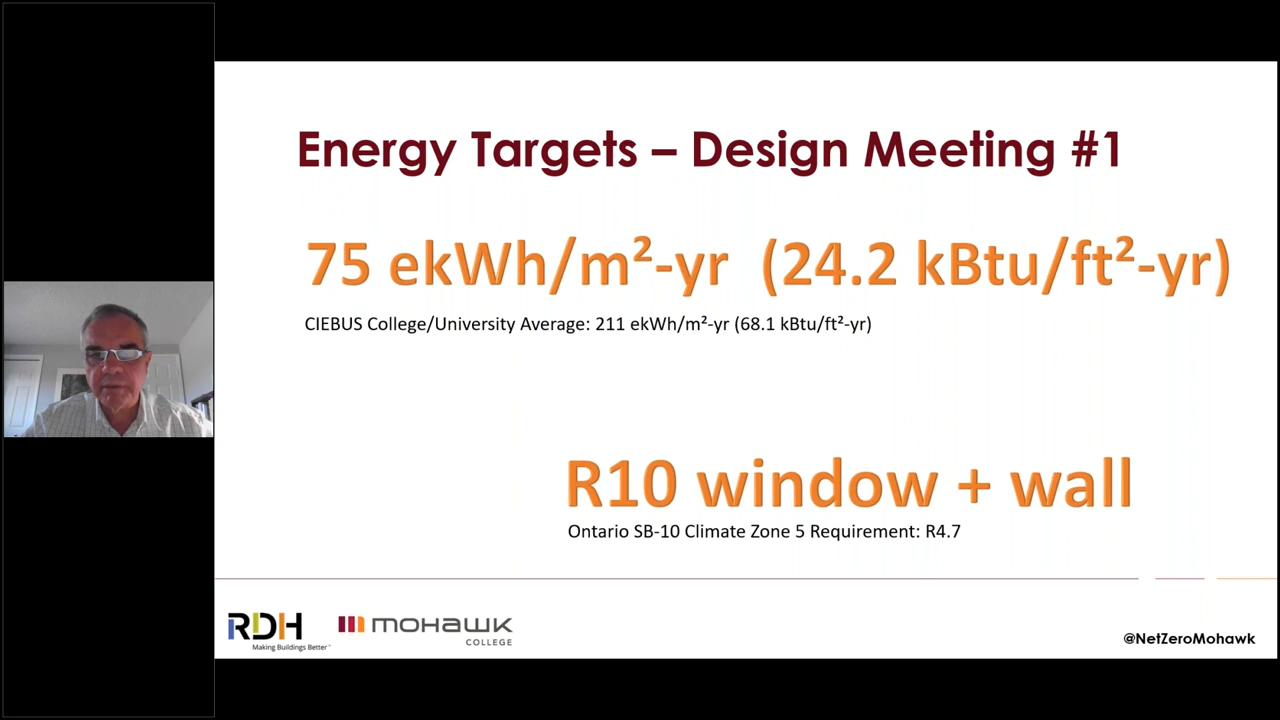 Energy Targets – Design Meeting #1
75 ekWh/m²-yr (24.2 kBtu/ft²-yr)
CIEBUS College/University Average: 211 ekWh/m²-yr (68.1 kBtu/ft²-yr)
R10 window + wall
Ontario SB-10 Climate Zone 5 Requirement: R4.7
RDH
Making Buildings Better™
mohawk
COLLEGE
@NetZeroMohawk